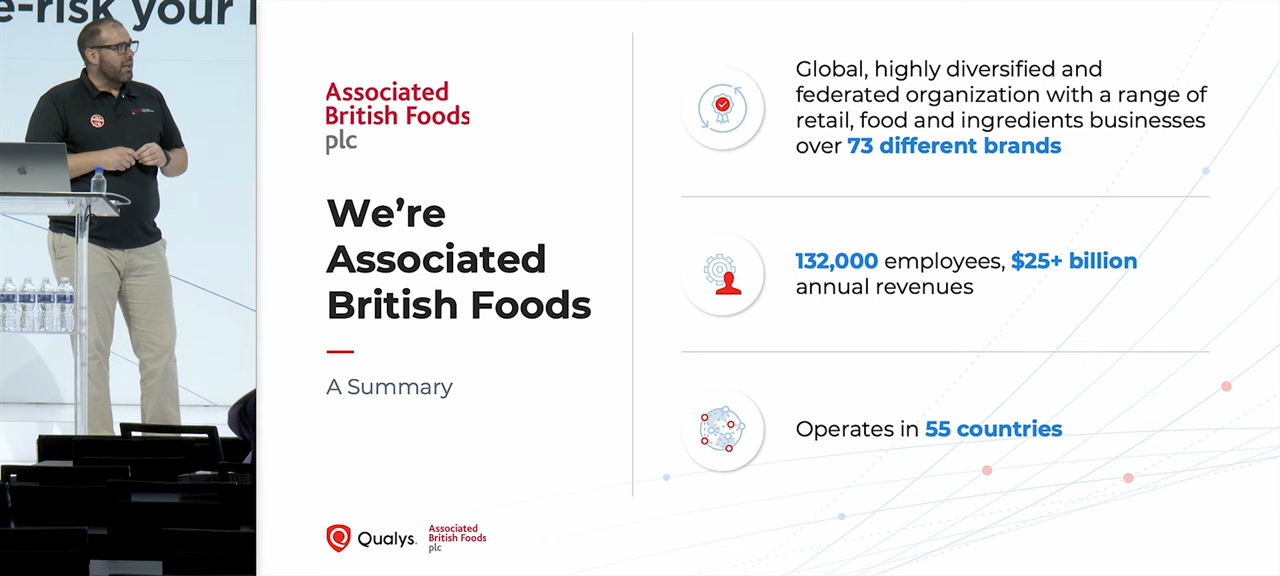 e-risk your
Associated
British Foods
plc
We're
Associated
British Foods
A Summary
Qualys.
Associated
British Foods
plc
Global, highly diversified and
federated organization with a range of
retail, food and ingredients businesses
over 73 different brands
132,000 employees, $25+ billion
annual revenues
Operates in 55 countries